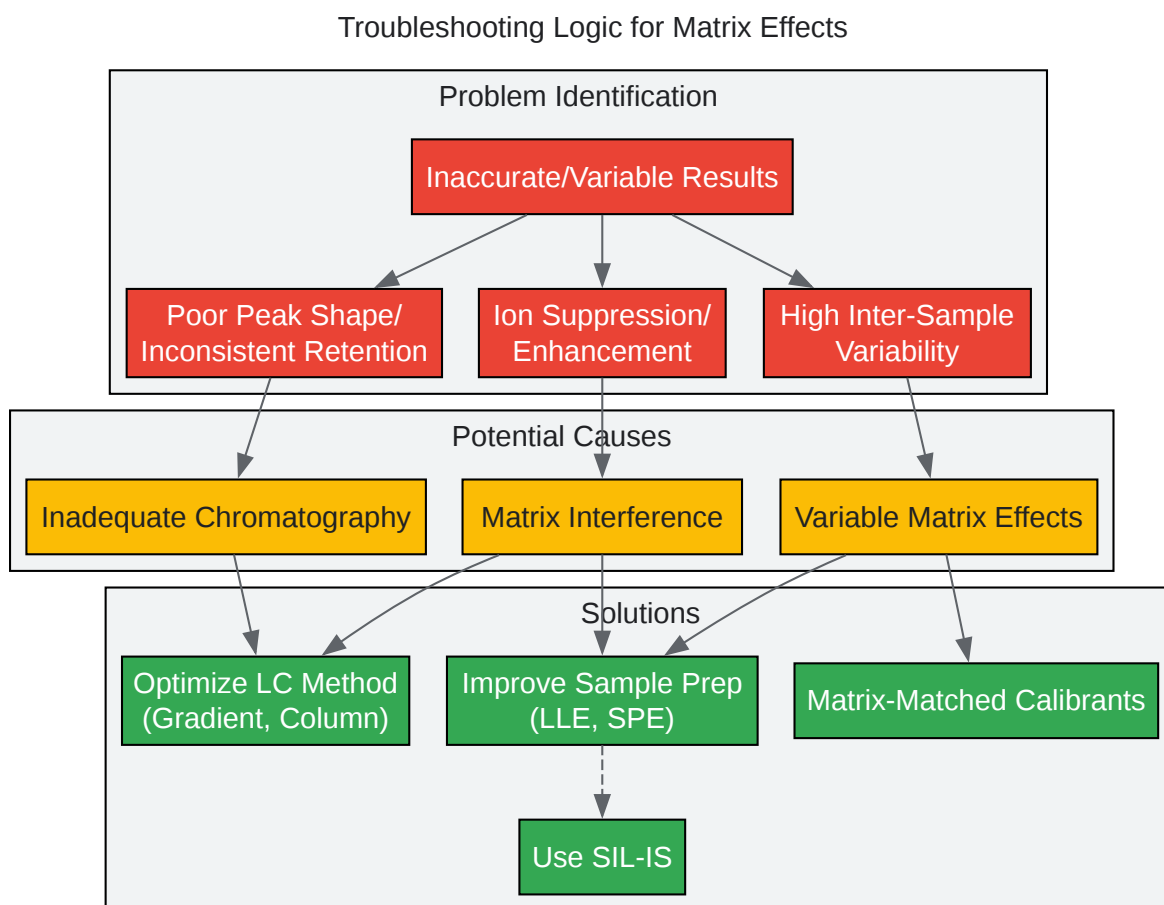 Troubleshooting Logic for Matrix Effects
Problem Identification
Inaccurate/Variable Results
Poor Peak Shape/
Inconsistent Retention
Ion Suppression/
Enhancement
High Inter-Sample
Variability
Potential Causes
Inadequate Chromatography
Matrix Interference
Variable Matrix Effects
Solutions
Optimize LC Method
(Gradient, Column)
Improve Sample Prep
(LLE, SPE)
Matrix-Matched Calibrants
Use SIL-IS